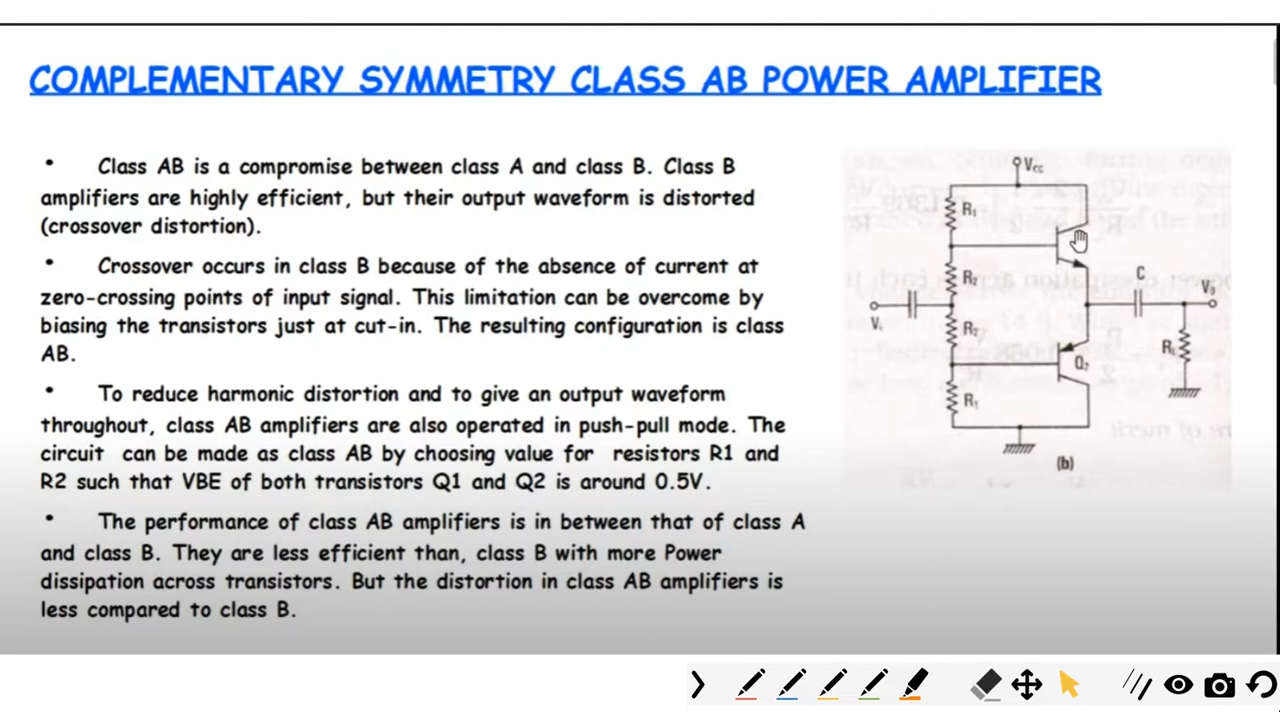 COMPLEMENTARY SYMMETRY CLASS AB POWER AMPLIFIER
• Class AB is a compromise between class A and class B. Class B
amplifiers are highly efficient, but their output waveform is distorted
(crossover distortion).
• Crossover occurs in class B because of the absence of current at
zero-crossing points of input signal. This limitation can be overcome by
biasing the transistors just at cut-in. The resulting configuration is class
AB.
• To reduce harmonic distortion and to give an output waveform
throughout, class AB amplifiers are also operated in push-pull mode. The
circuit can be made as class AB by choosing value for resistors R1 and
R2 such that VBE of both transistors Q1 and Q2 is around 0.5V.
• The performance of class AB amplifiers is in between that of class A
and class B. They are less efficient than, class B with more Power
dissipation across transistors. But the distortion in class AB amplifiers is
less compared to class B.
Vcc
R₁
R₂
C
R₂
Q₂
R₁
(b)